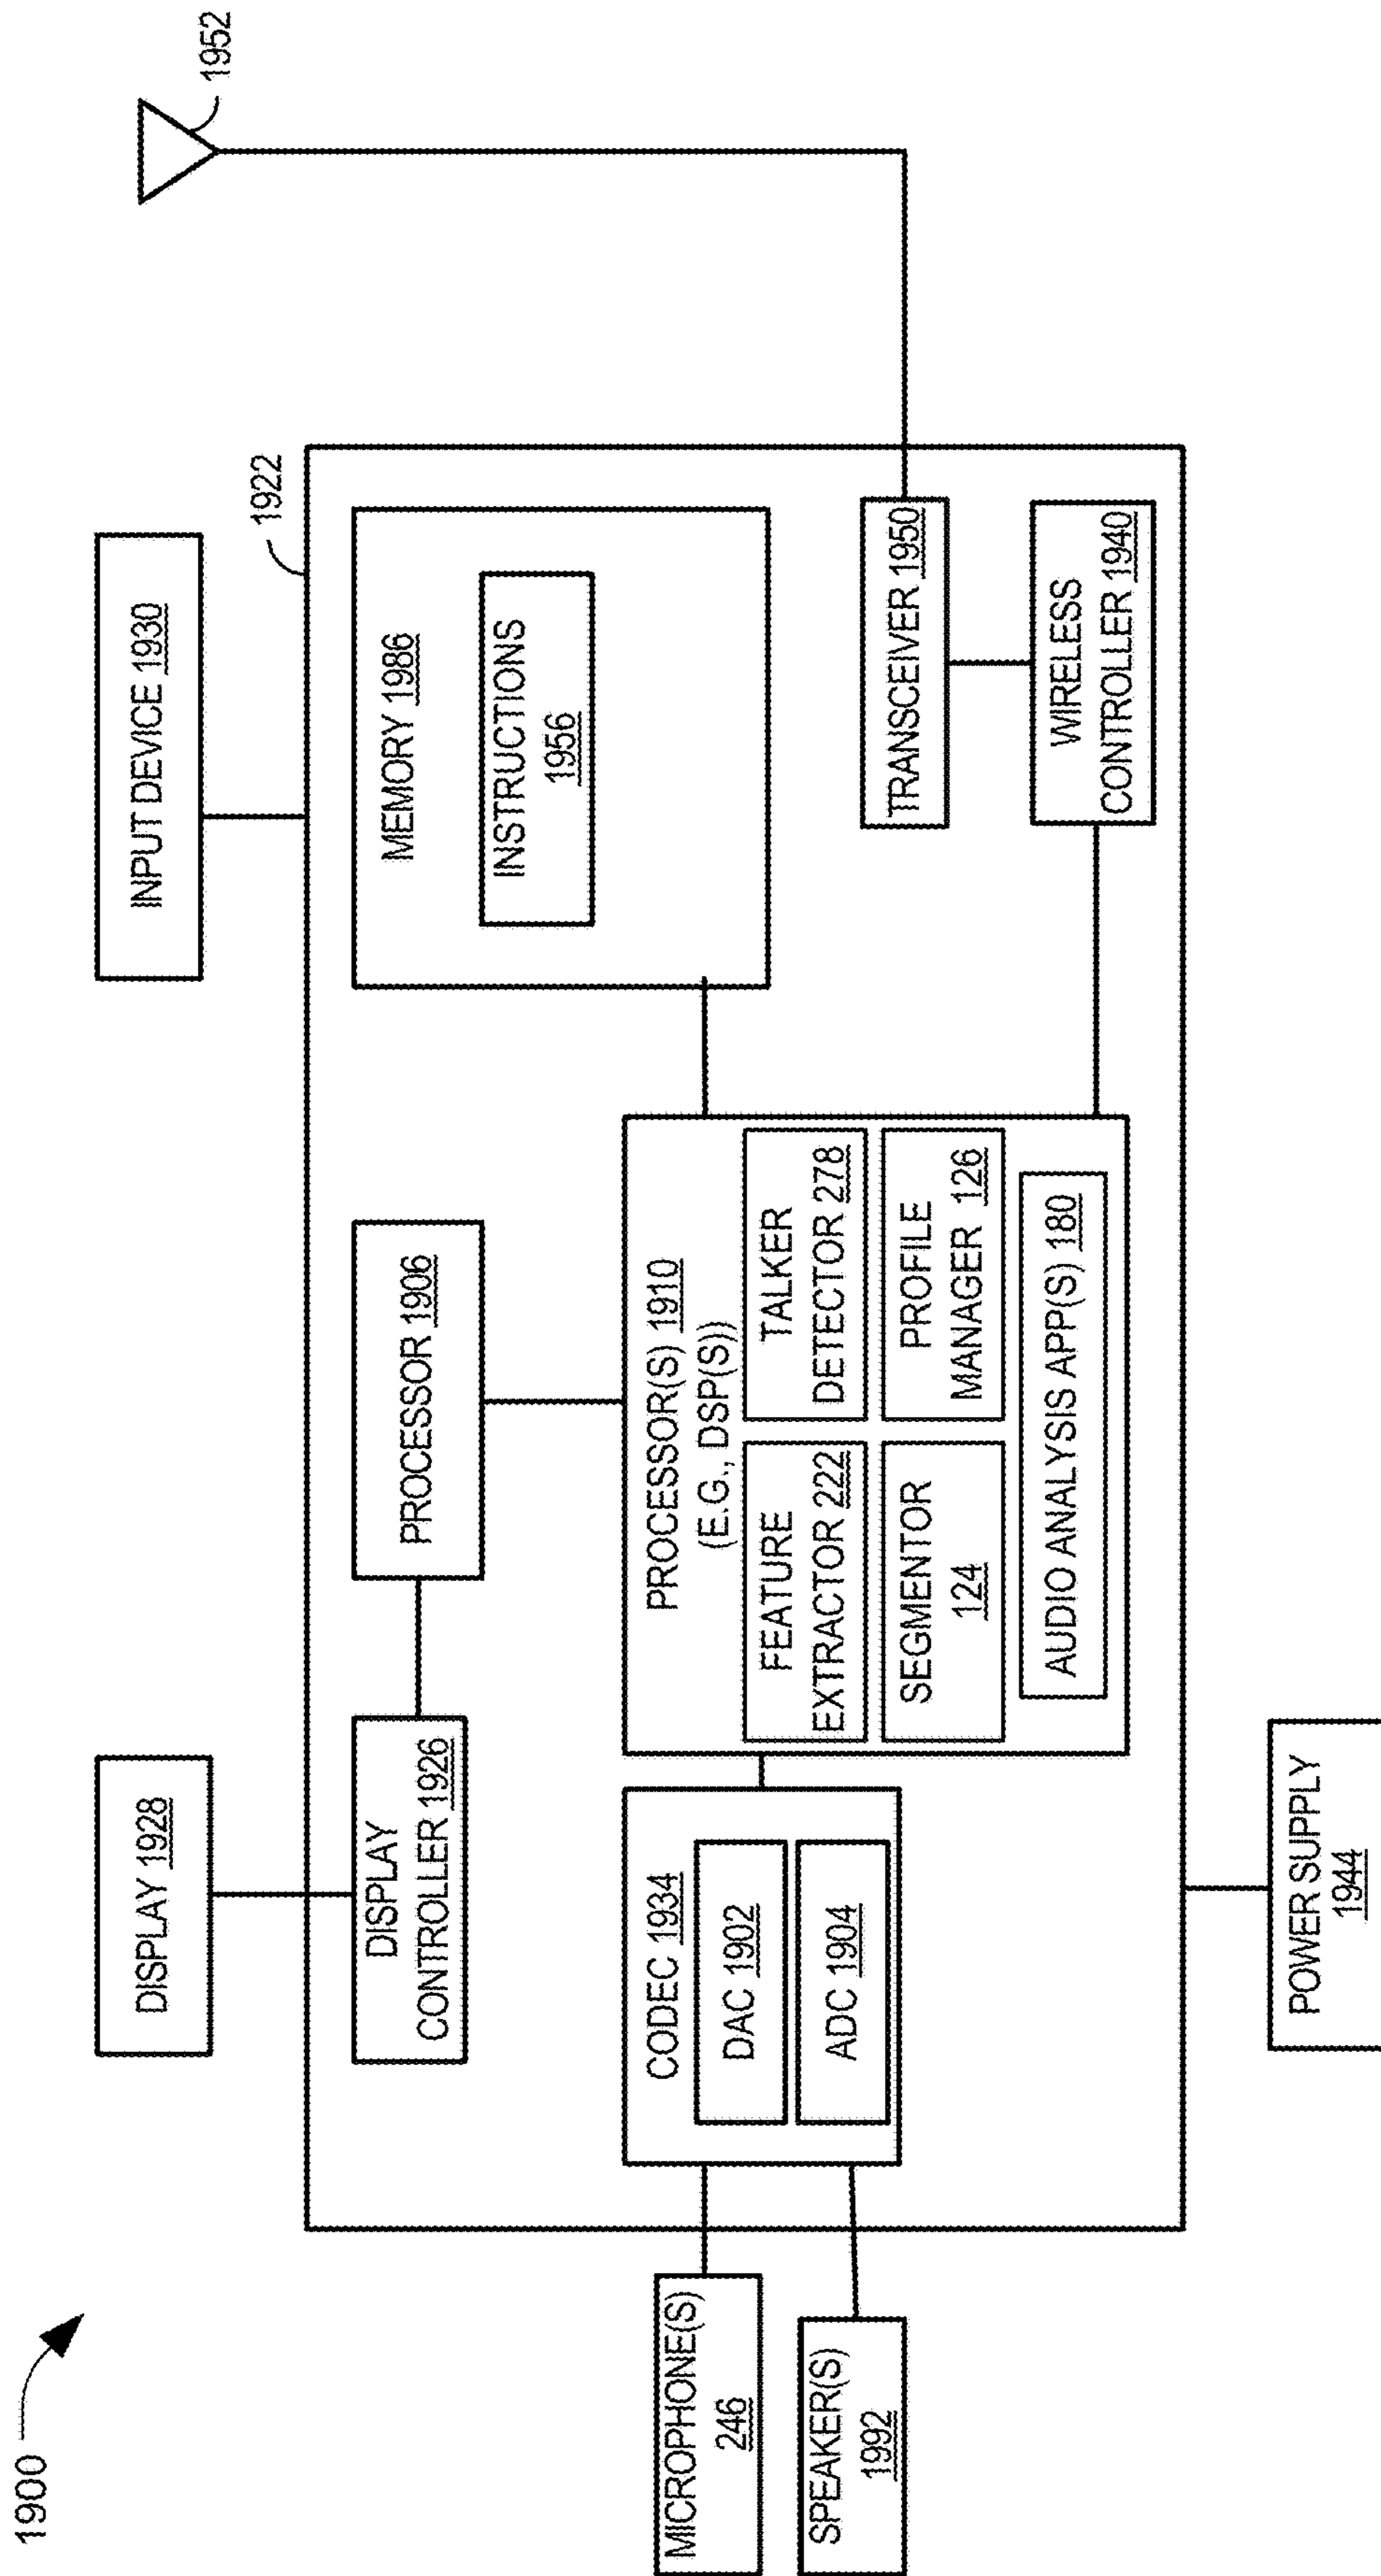 1900
DISPLAY 1928
INPUT DEVICE 1930
1952
1922
DISPLAY
CONTROLLER 1926
PROCESSOR 1906
MEMORY 1986
INSTRUCTIONS
1956
MICROPHONE(S)
246
SPEAKER(S)
1992
CODEC 1934
DAC 1902
ADC 1904
PROCESSOR(S) 1910
(E.G., DSP(S))
FEATURE
EXTRACTOR 222
TALKER
DETECTOR 278
SEGMENTOR
124
PROFILE
MANAGER 126
AUDIO ANALYSIS APP(S) 180
TRANSCEIVER 1950
WIRELESS
CONTROLLER 1940
POWER SUPPLY
1944